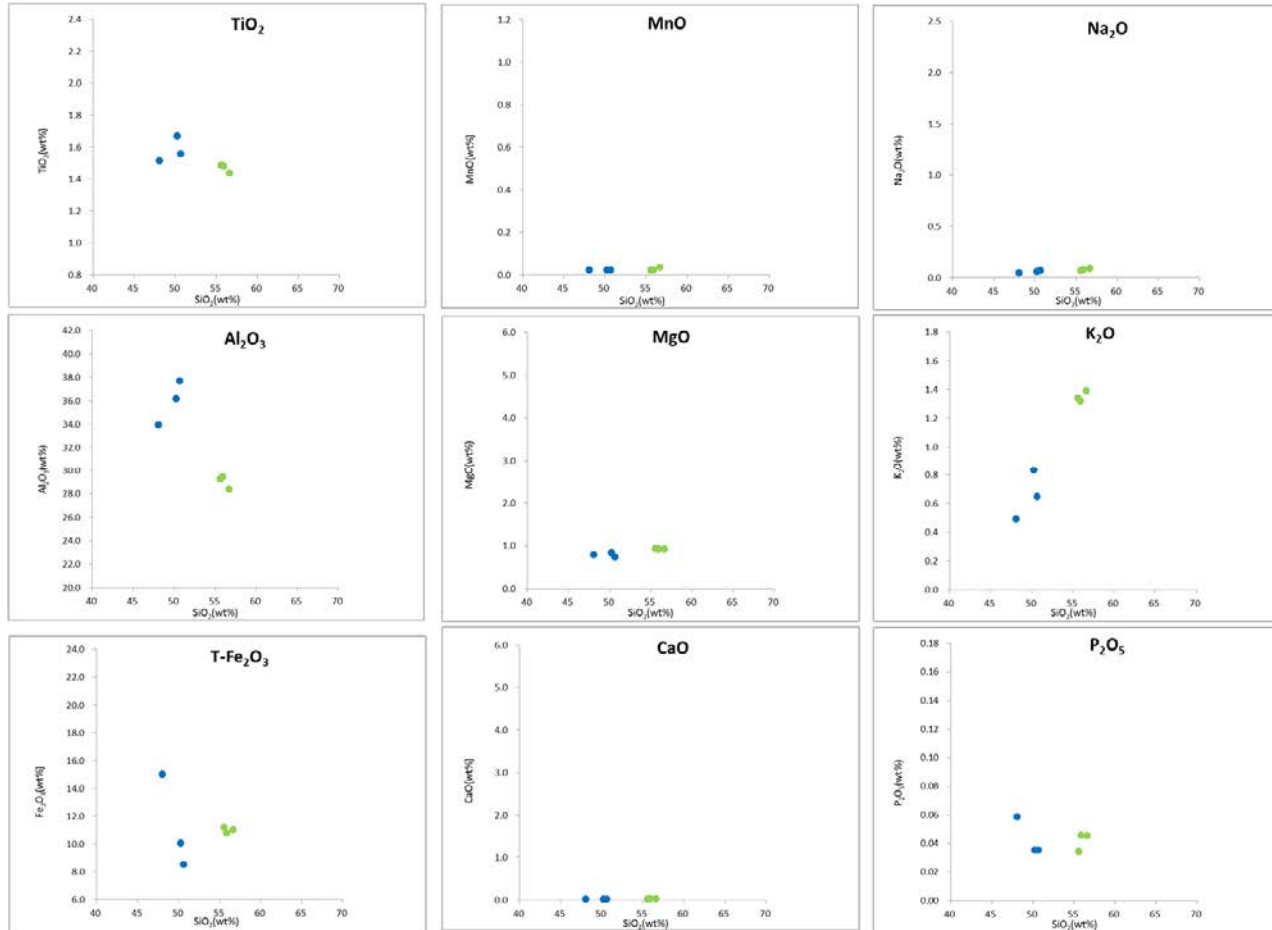 TiO₂
2.4
2.2
2.0
1.8
1.6
1.4
1.2
1.0
0.8
TiO₂(wt%)
40 45 50 55 60 65 70
SiO₂(wt%)
MnO
1.2
1.0
0.8
0.6
0.4
0.2
0.0
MnO[wt%]
40 45 50 55 60 65 70
SiO₂(wt%)
Na₂O
2.5
2.0
1.5
1.0
0.5
0.0
Na₂O(wt%)
40 45 50 55 60 65 70
SiO₂(wt%)
Al₂O₃
42.0
40.0
38.0
36.0
34.0
32.0
30.0
28.0
26.0
24.0
22.0
20.0
Al₂O₃(wt%)
40 45 50 55 60 65 70
SiO₂(wt%)
MgO
6.0
5.0
4.0
3.0
2.0
1.0
0.0
MgC(wt%)
40 45 50 55 60 65 70
SiO₂(wt%)
K₂O
1.8
1.6
1.4
1.2
1.0
0.8
0.6
0.4
0.2
0.0
K₂O(wt%)
40 45 50 55 60 65 70
SiO₂(wt%)
T-Fe₂O₃
24.0
22.0
20.0
18.0
16.0
14.0
12.0
10.0
8.0
6.0
Fe₂O₃(wt%]
40 45 50 55 60 65 70
SiO₂(wt%)
CaO
6.0
5.0
4.0
3.0
2.0
1.0
0.0
CaO[wt%]
40 45 50 55 60 65 70
SiO₂(wt%)
P₂O₅
0.18
0.16
0.14
0.12
0.10
0.08
0.06
0.04
0.02
0.00
P₂O₅(wt%)
40 45 50 55 60 65 70
SiO₂(wt%)